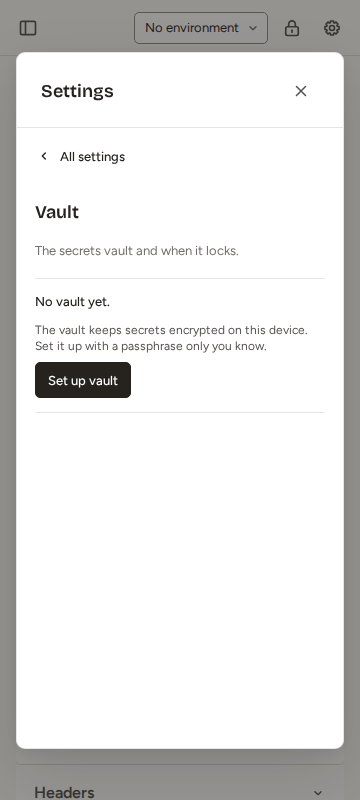 No environment
Settings
All settings
Vault
The secrets vault and when it locks.
No vault yet.
The vault keeps secrets encrypted on this device.
Set it up with a passphrase only you know.
Set up vault
Headers